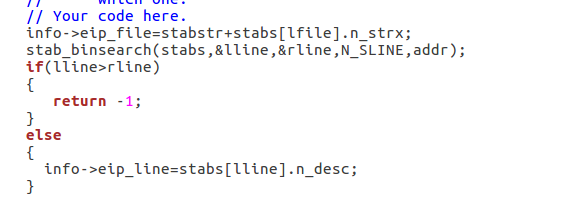 //      which one.
// Your code here.
info->eip_file=stabstr+stabs[lfile].n_strx;
stab_binsearch(stabs,&lline,&rline,N_SLINE,addr);
if(lline>rline)
{
   return -1;
}
else
{
  info->eip_line=stabs[lline].n_desc;
}